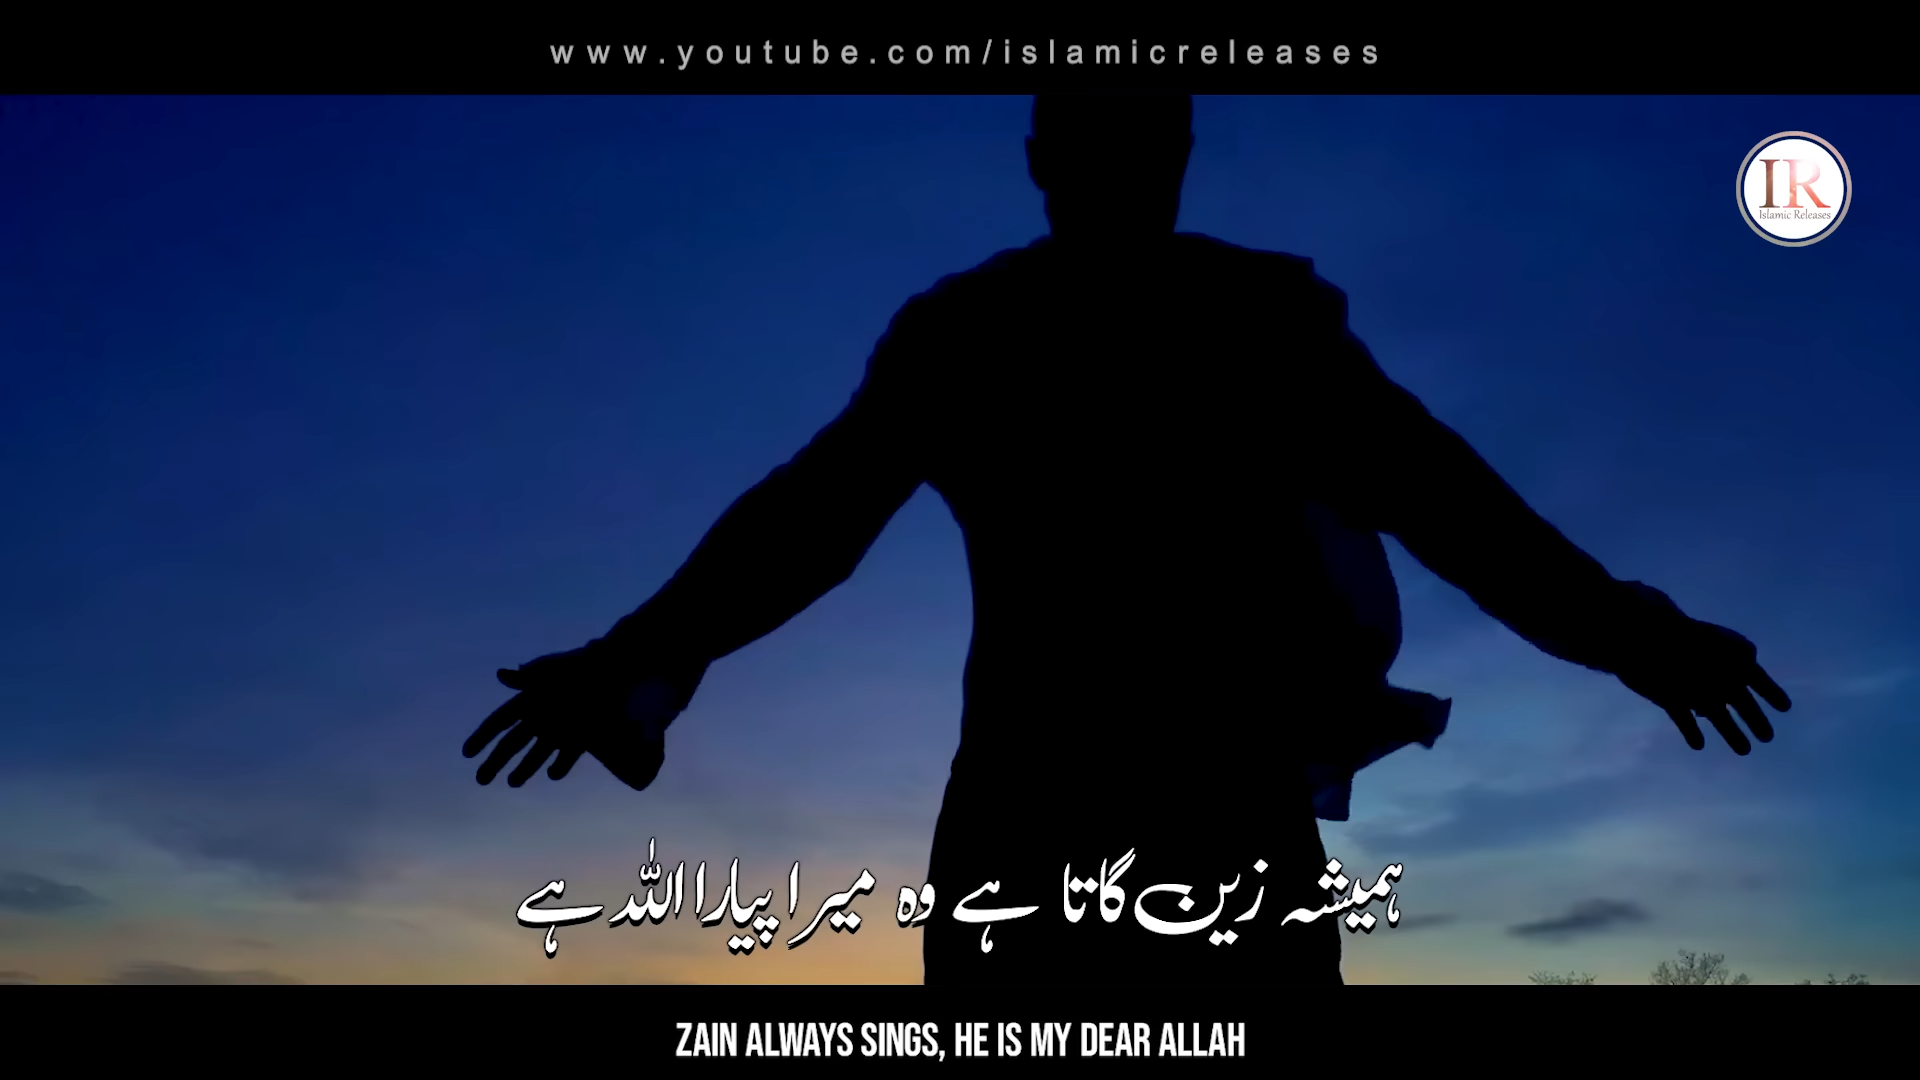 www.youtube.com/islamicreleases
IR
Islamic Releases
ہمیشہ زین گاتا ہے وہ میرا پیارا اللہ ہے
ZAIN ALWAYS SINGS, HE IS MY DEAR ALLAH